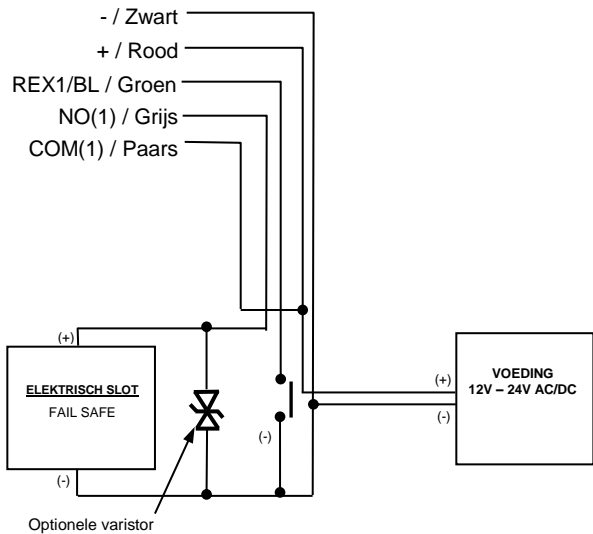 - / Zwart
+ / Rood
REX1/BL / Groen
NO(1) / Grijs
COM(1) / Paars
(+)
ELEKTRISCH SLOT
FAIL SAFE
(-)
Optionele varistor
(-)
(+)
(-)
VOEDING
12V – 24V AC/DC